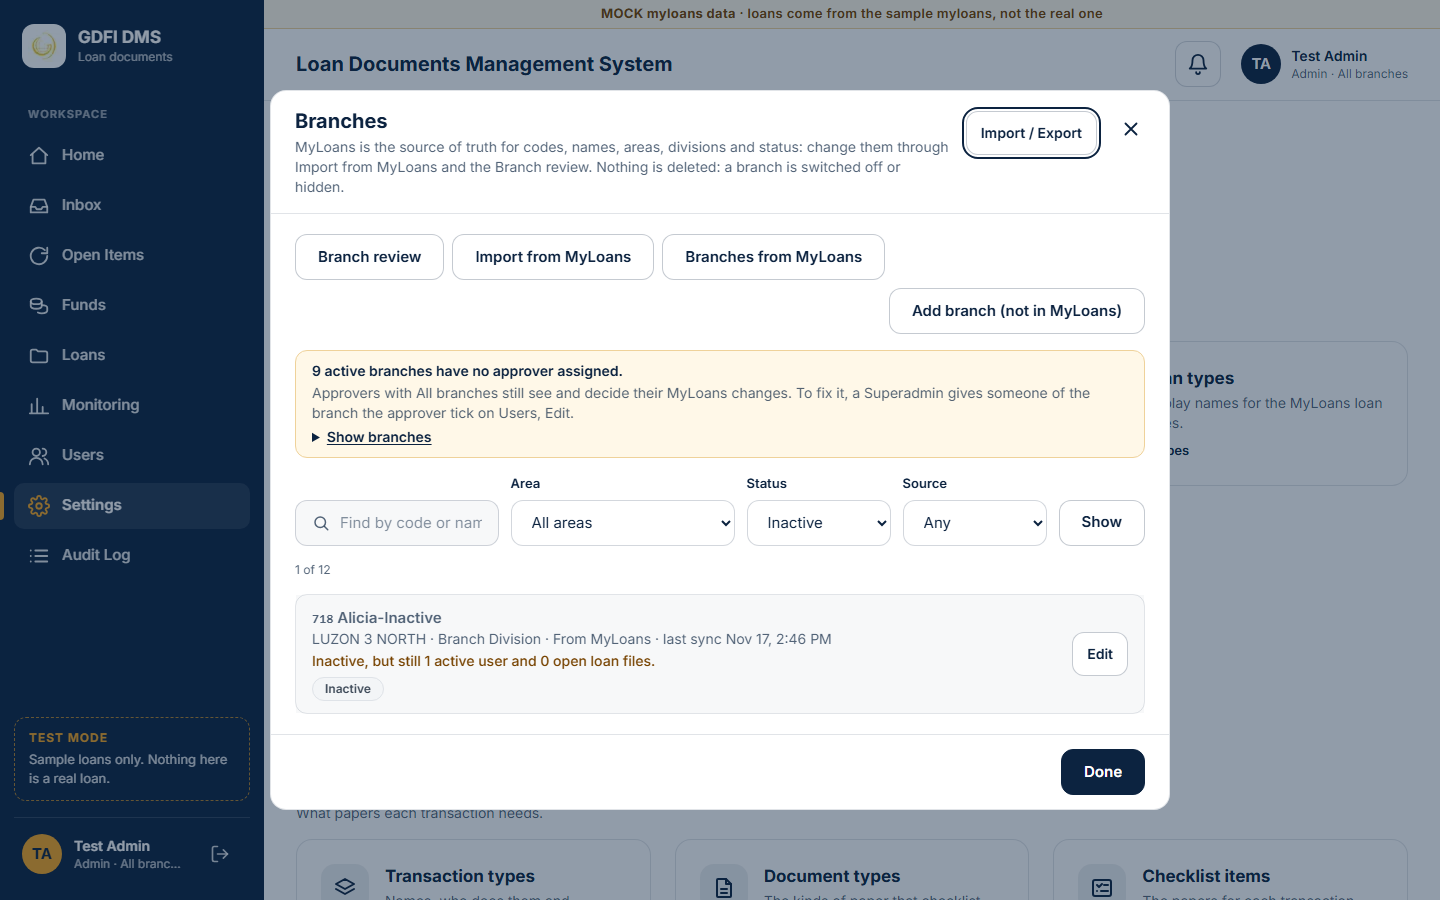 MOCK myloans data · loans come from the sample myloans, not the real one
GDFI DMS
Loan documents
WORKSPACE
Home
Inbox
Open Items
Funds
Loans
Monitoring
Users
Settings
Audit Log
TEST MODE
Sample loans only. Nothing here
is a real loan.
TA
Test Admin
Admin · All branc...
Loan Documents Management System
TA
Test Admin
Admin · All branches
Branches
MyLoans is the source of truth for codes, names, areas, divisions and status: change them through
Import from MyLoans and the Branch review. Nothing is deleted: a branch is switched off or
hidden.
Import / Export
Branch review
Import from MyLoans
Branches from MyLoans
Add branch (not in MyLoans)
9 active branches have no approver assigned.
Approvers with All branches still see and decide their MyLoans changes. To fix it, a Superadmin gives someone of the
branch the approver tick on Users, Edit.
Show branches
Area
Status
Source
Find by code or nam
All areas
Inactive
Any
Show
1 of 12
718 Alicia-Inactive
LUZON 3 NORTH · Branch Division · From MyLoans · last sync Nov 17, 2:46 PM
Inactive, but still 1 active user and 0 open loan files.
Inactive
Edit
Done
What papers each transaction needs.
Transaction types
Document types
Checklist items